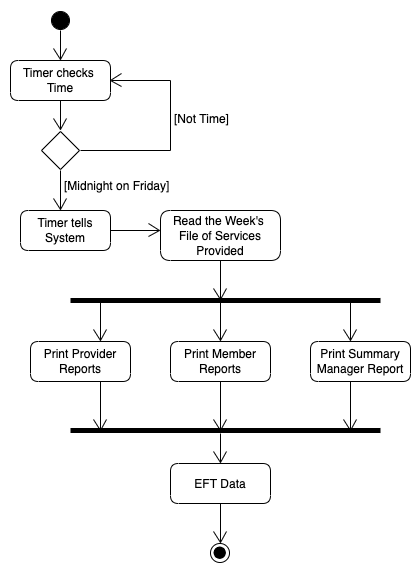 Timer checks
Time
[Not Time]
[Midnight on Friday]
Timer tells
System
Read the Week's
File of Services
Provided
Print Provider
Reports
Print Member
Reports
Print Summary
Manager Report
EFT Data